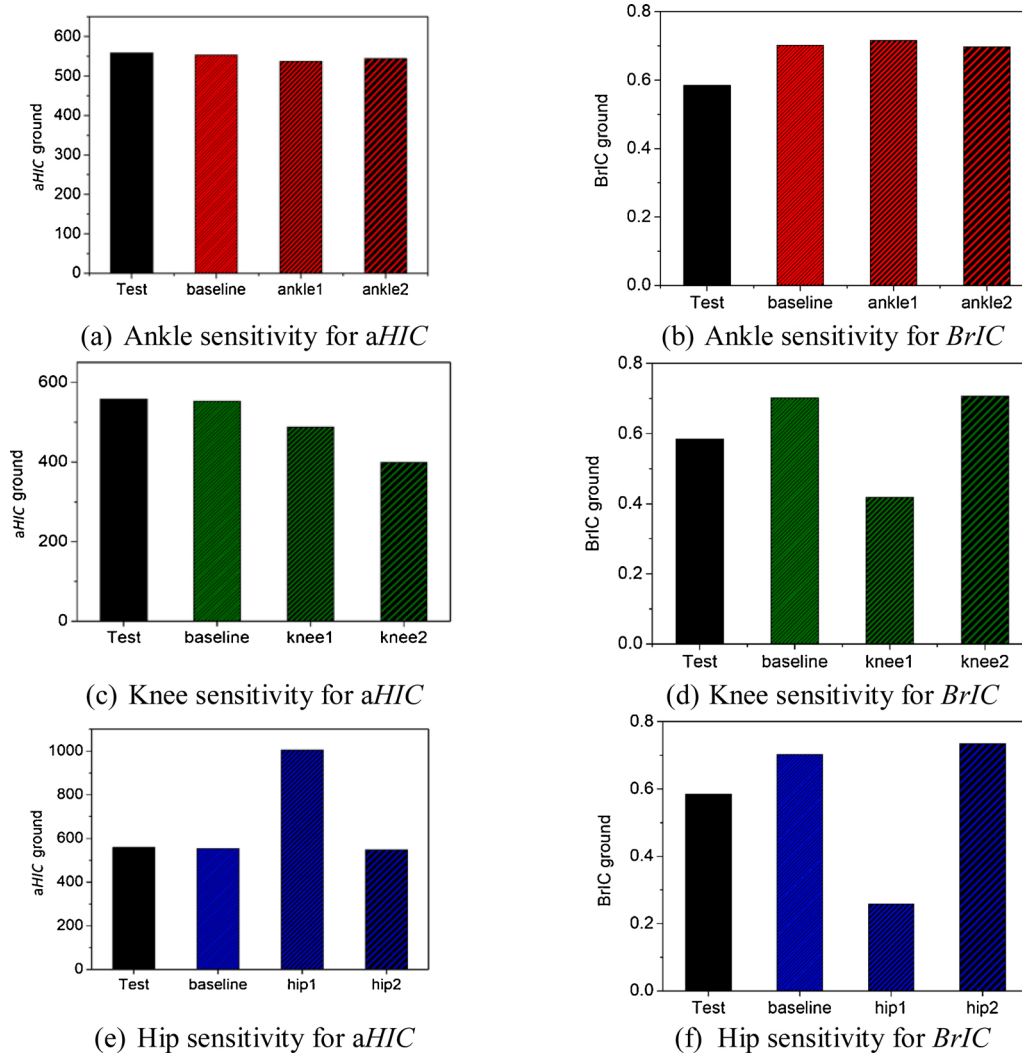 600
500
400
300
200
100
0
aHIC ground
Test baseline ankle1 ankle2
(a) Ankle sensitivity for aHIC
0.8
0.6
0.4
0.2
0.0
BrIC ground
Test baseline ankle1 ankle2
(b) Ankle sensitivity for BrIC
600
400
200
0
aHIC ground
Test baseline knee1 knee2
(c) Knee sensitivity for aHIC
0.8
0.6
0.4
0.2
0.0
BrIC ground
Test baseline knee1 knee2
(d) Knee sensitivity for BrIC
1000
800
600
400
200
0
aHIC ground
Test baseline hip1 hip2
(e) Hip sensitivity for aHIC
0.8
0.6
0.4
0.2
0.0
BrIC ground
Test baseline hip1 hip2
(f) Hip sensitivity for BrIC